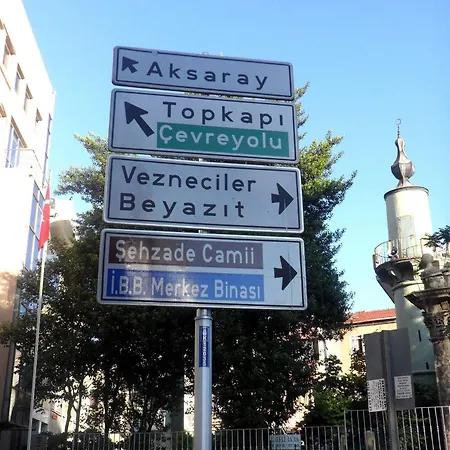 Aksaray
Topkapı
Çevreyolu
Vezneciler
Beyazıt
Şehzade Camii
İ.B.B. Merkez Binası